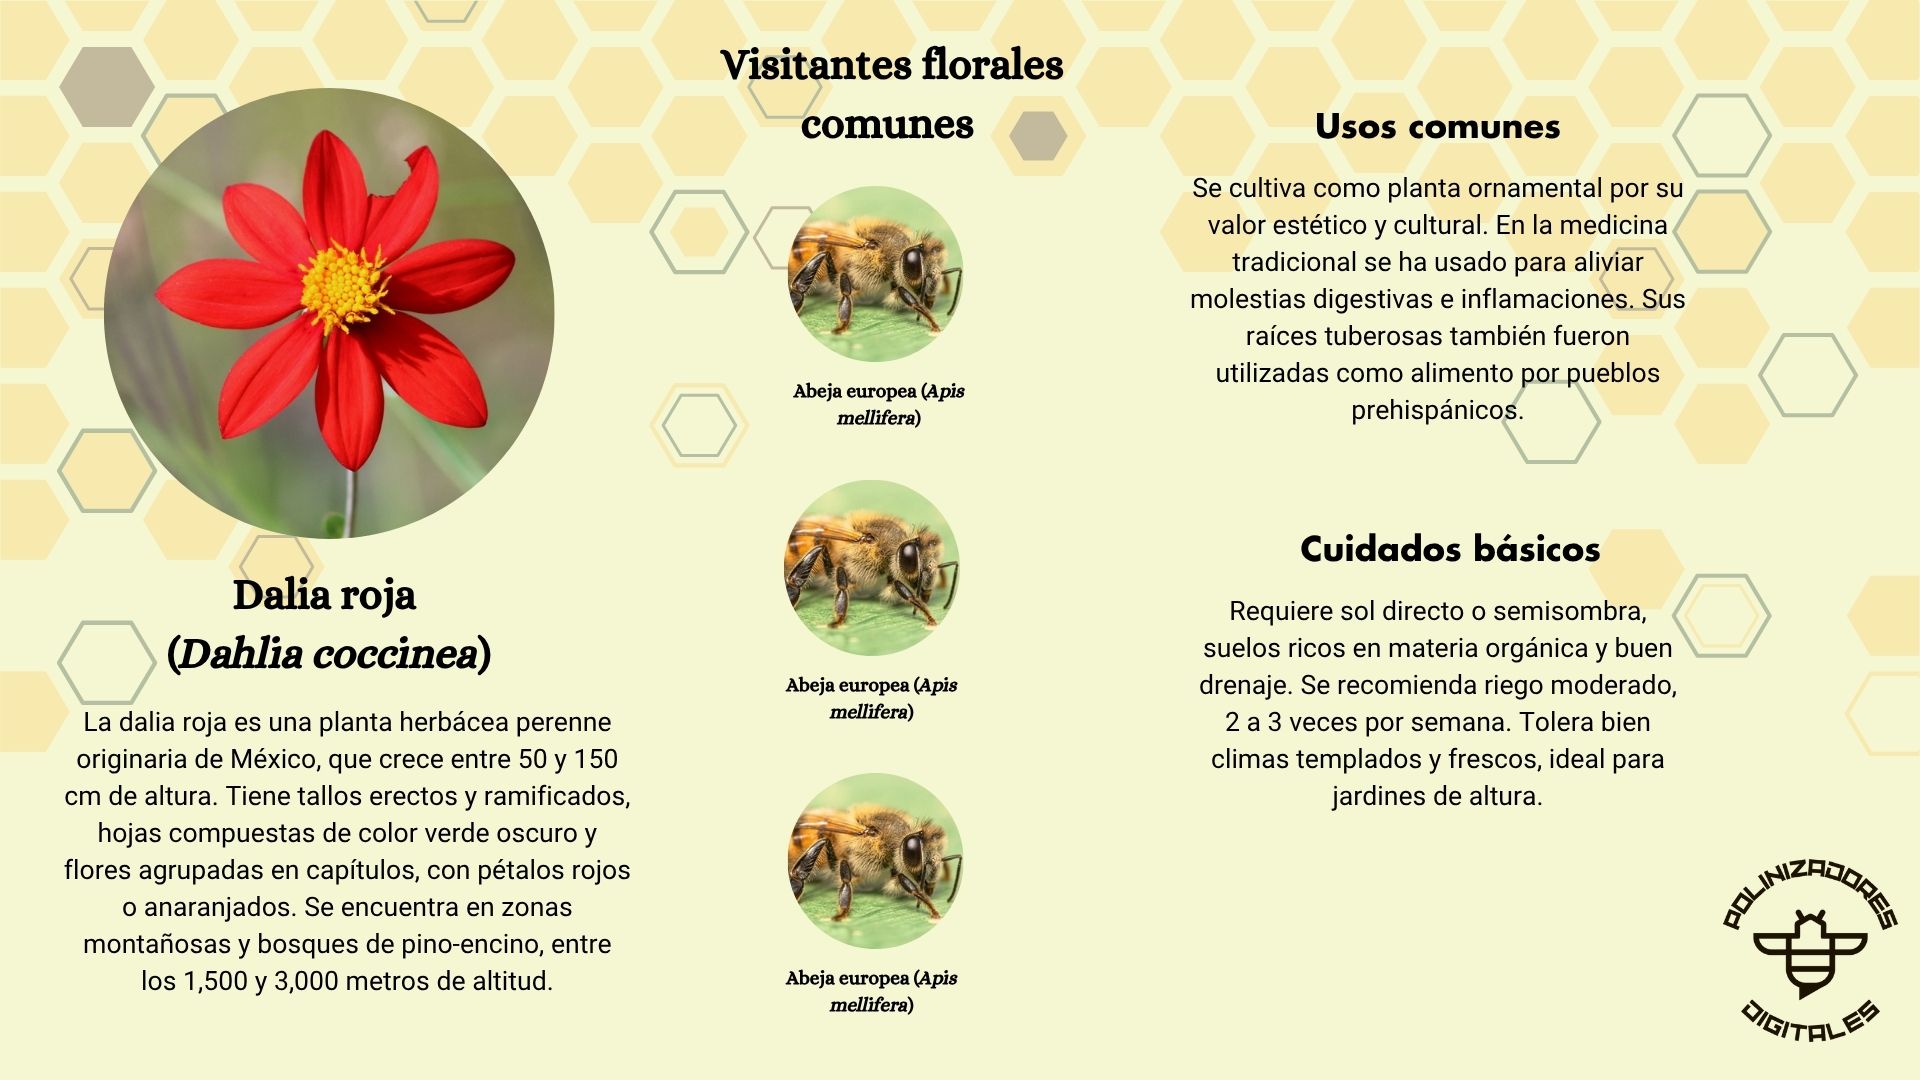 Dalia roja
(Dahlia coccinea)
La dalia roja es una planta herbácea perenne
originaria de México, que crece entre 50 y 150
cm de altura. Tiene tallos erectos y ramificados,
hojas compuestas de color verde oscuro y
flores agrupadas en capítulos, con pétalos rojos
o anaranjados. Se encuentra en zonas
montañosas y bosques de pino-encino, entre
los 1,500 y 3,000 metros de altitud.
Visitantes florales
comunes
Abeja europea (Apis
mellifera)
Abeja europea (Apis
mellifera)
Abeja europea (Apis
mellifera)
Usos comunes
Se cultiva como planta ornamental por su
valor estético y cultural. En la medicina
tradicional se ha usado para aliviar
molestias digestivas e inflamaciones. Sus
raíces tuberosas también fueron
utilizadas como alimento por pueblos
prehispánicos.
Cuidados básicos
Requiere sol directo o semisombra,
suelos ricos en materia orgánica y buen
drenaje. Se recomienda riego moderado,
2 a 3 veces por semana. Tolera bien
climas templados y frescos, ideal para
jardines de altura.
POLINIZADORES
DIGITALES